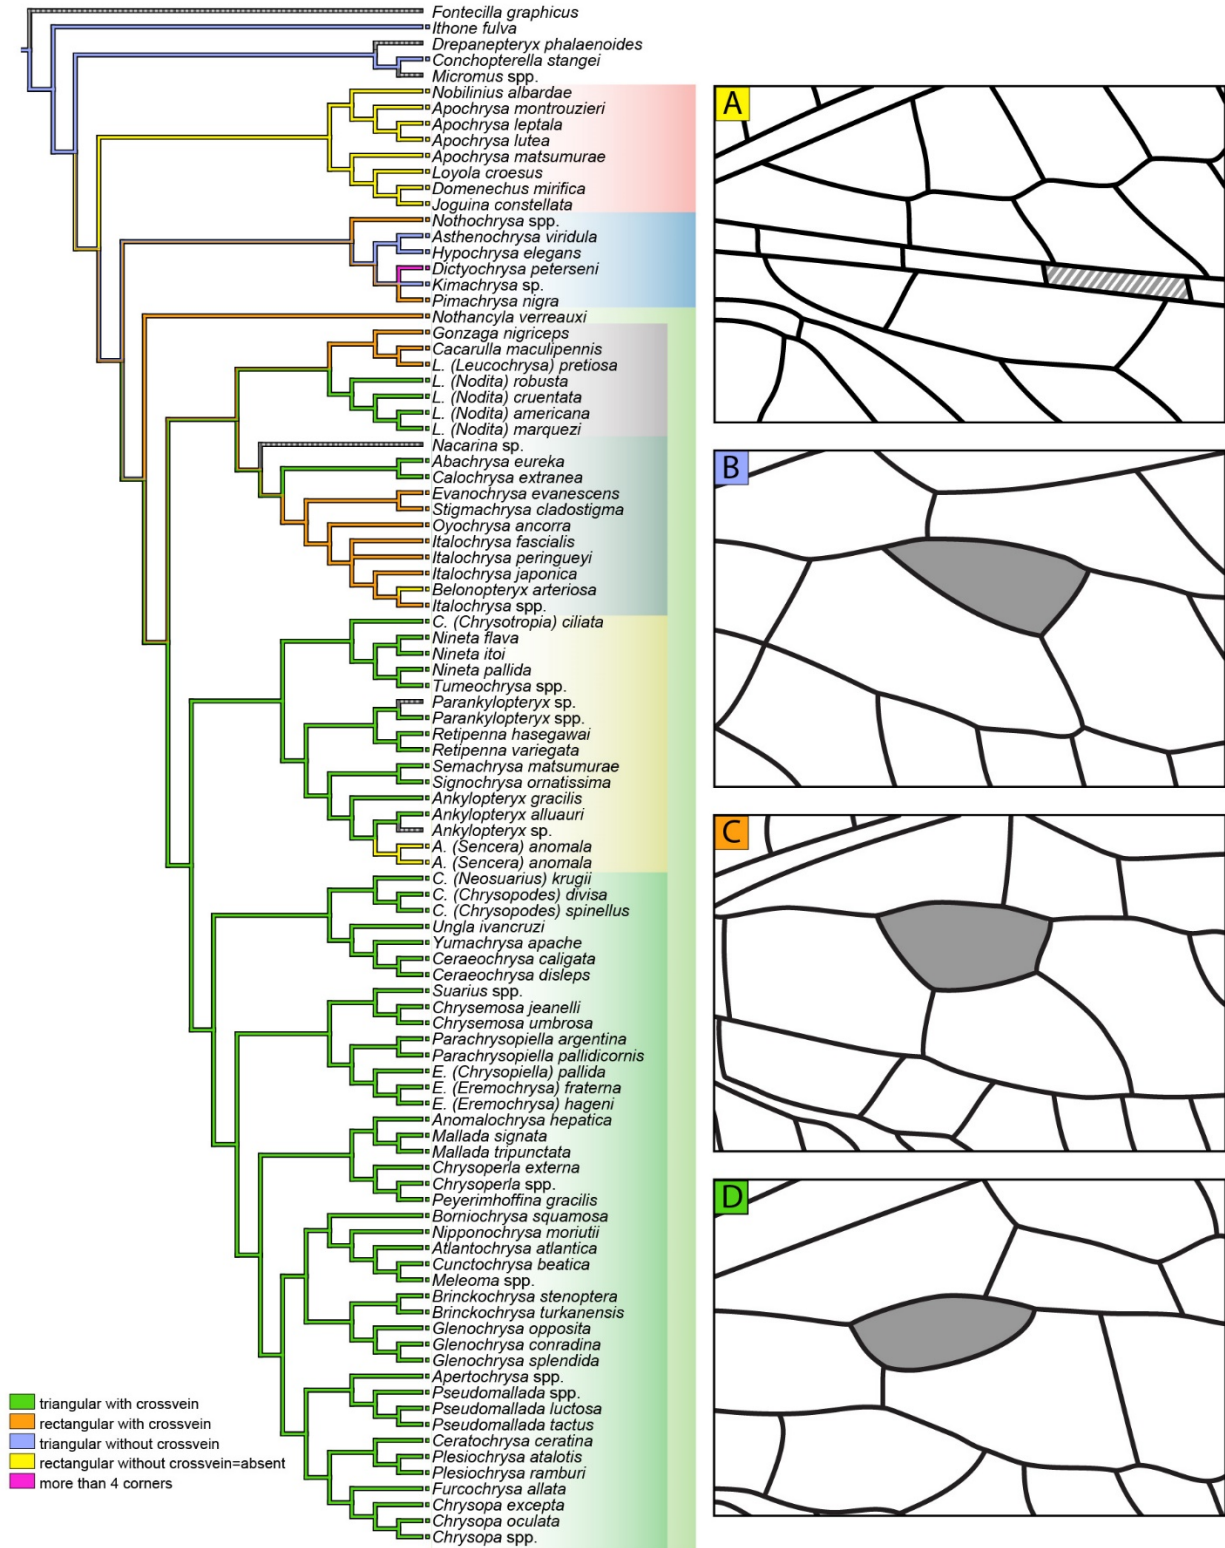 Fontecilla graphicus
Ithone fulva
Drepanepteryx phalaenoides
Conchopterella stangei
Micromus spp.
Nobilinius albardae
Apochrysa montrouzieri
Apochrysa leptala
Apochrysa lutea
Apochrysa matsumurae
Loyola croesus
Domenechus mirifica
Joguina constellata
Nothochrysa spp.
Asthenochrysa viridula
Hypochrysa elegans
Dictyochrysa peterseni
Kimachrysa sp.
Pimachrysa nigra
Nothancyla verreauxi
Gonzaga nigriceps
Cacarulla maculipennis
L. (Leucochrysa) pretiosa
L. (Nodita) robusta
L. (Nodita) cruentata
L. (Nodita) americana
L. (Nodita) marquezi
Nacarina sp.
Abachrysa eureka
Calochrysa extranea
Evanochrysa evanescens
Stigmachrysa cladostigma
Oyochrysa ancorra
Italochrysa fascialis
Italochrysa peringueyi
Italochrysa japonica
Belonopteryx arteriosa
Italochrysa spp.
C. (Chrysotropia) ciliata
Nineta flava
Nineta itoi
Nineta pallida
Tumeochrysa spp.
Parankylopteryx sp.
Parankylopteryx spp.
Retipenna hasegawai
Retipenna variegata
Semachrysa matsumurae
Signochrysa ornatissima
Ankylopteryx gracilis
Ankylopteryx alluauri
Ankylopteryx sp.
A. (Sencera) anomala
A. (Sencera) anomala
C. (Neosuarius) krugii
C. (Chrysopodes) divisa
C. (Chrysopodes) spinellus
Ungla ivancruzi
Yumachrysa apache
Ceraeochrysa caligata
Ceraeochrysa disleps
Suarius spp.
Chrysemosa jeanelli
Chrysemosa umbrosa
Parachrysopiella argentina
Parachrysopiella pallidicornis
E. (Chrysopiella) pallida
E. (Eremochrysa) fraterna
E. (Eremochrysa) hageni
Anomalochrysa hepatica
Mallada signata
Mallada tripunctata
Chrysoperla externa
Chrysoperla spp.
Peyerimhoffina gracilis
Borniochrysa squamosa
Nipponochrysa moriutii
Atlantochrysa atlantica
Cunctochrysa beatica
Meleoma spp.
Brinckochrysa stenoptera
Brinckochrysa turkanensis
Glenochrysa opposita
Glenochrysa conradina
Glenochrysa splendida
Apertochrysa spp.
Pseudomallada spp.
Pseudomallada luctosa
Pseudomallada tactus
Ceratochrysa ceratina
Plesiochrysa atalotis
Plesiochrysa ramburi
Furcochrysa allata
Chrysopa excepta
Chrysopa oculata
Chrysopa spp.
triangular with crossvein
rectangular with crossvein
triangular without crossvein
rectangular without crossvein=absent
more than 4 corners
A
B
C
D